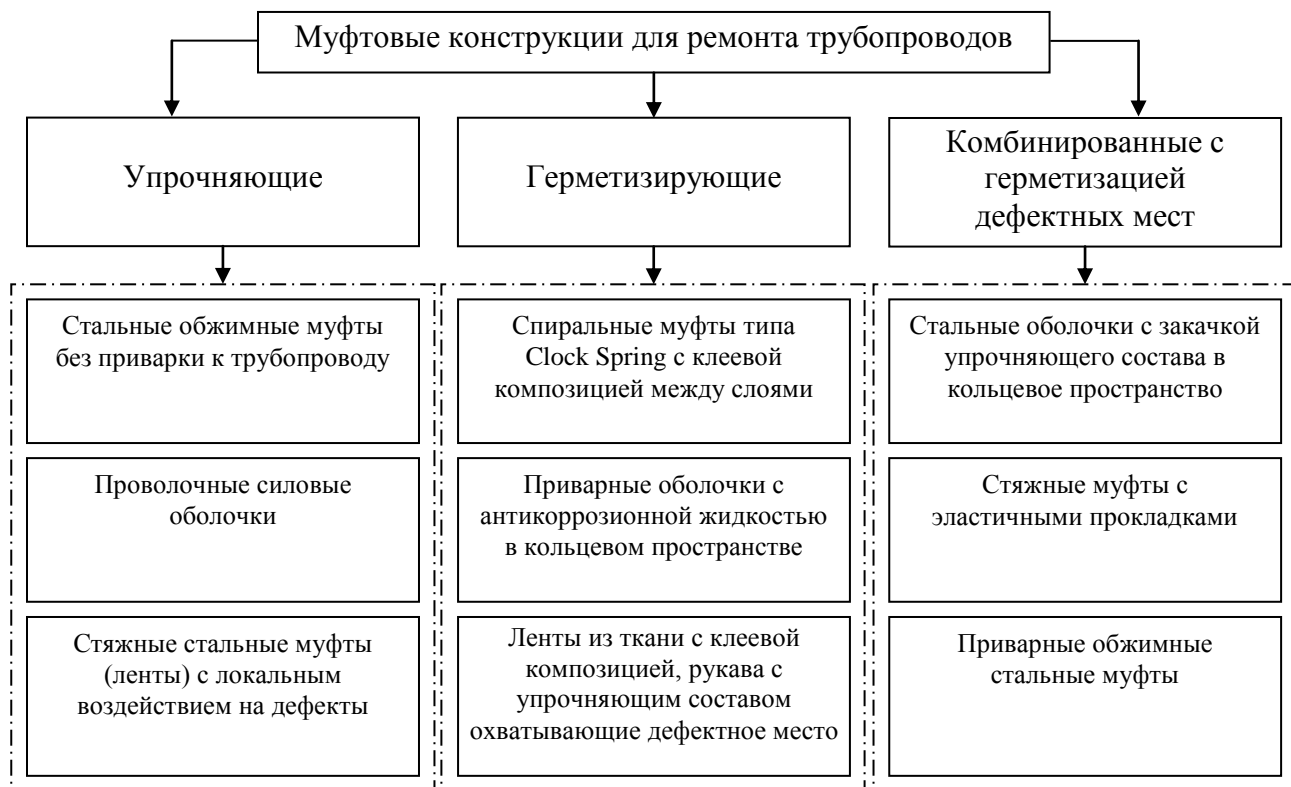 Муфтовые конструкции для ремонта трубопроводов
Упрочняющие
Герметизирующие
Комбинированные с
герметизацией
дефектных мест
Стальные обжимные муфты
без приварки к трубопроводу
Спиральные муфты типа
Clock Spring с клеевой
композицией между слоями
Стальные оболочки с закачкой
упрочняющего состава в
кольцевое пространство
Проволочные силовые
оболочки
Приварные оболочки с
антикоррозионной жидкостью
в кольцевом пространстве
Стяжные муфты с
эластичными прокладками
Стяжные стальные муфты
(ленты) с локальным
воздействием на дефекты
Ленты из ткани с клеевой
композицией, рукава с
упрочняющим составом
охватывающие дефектное место
Приварные обжимные
стальные муфты